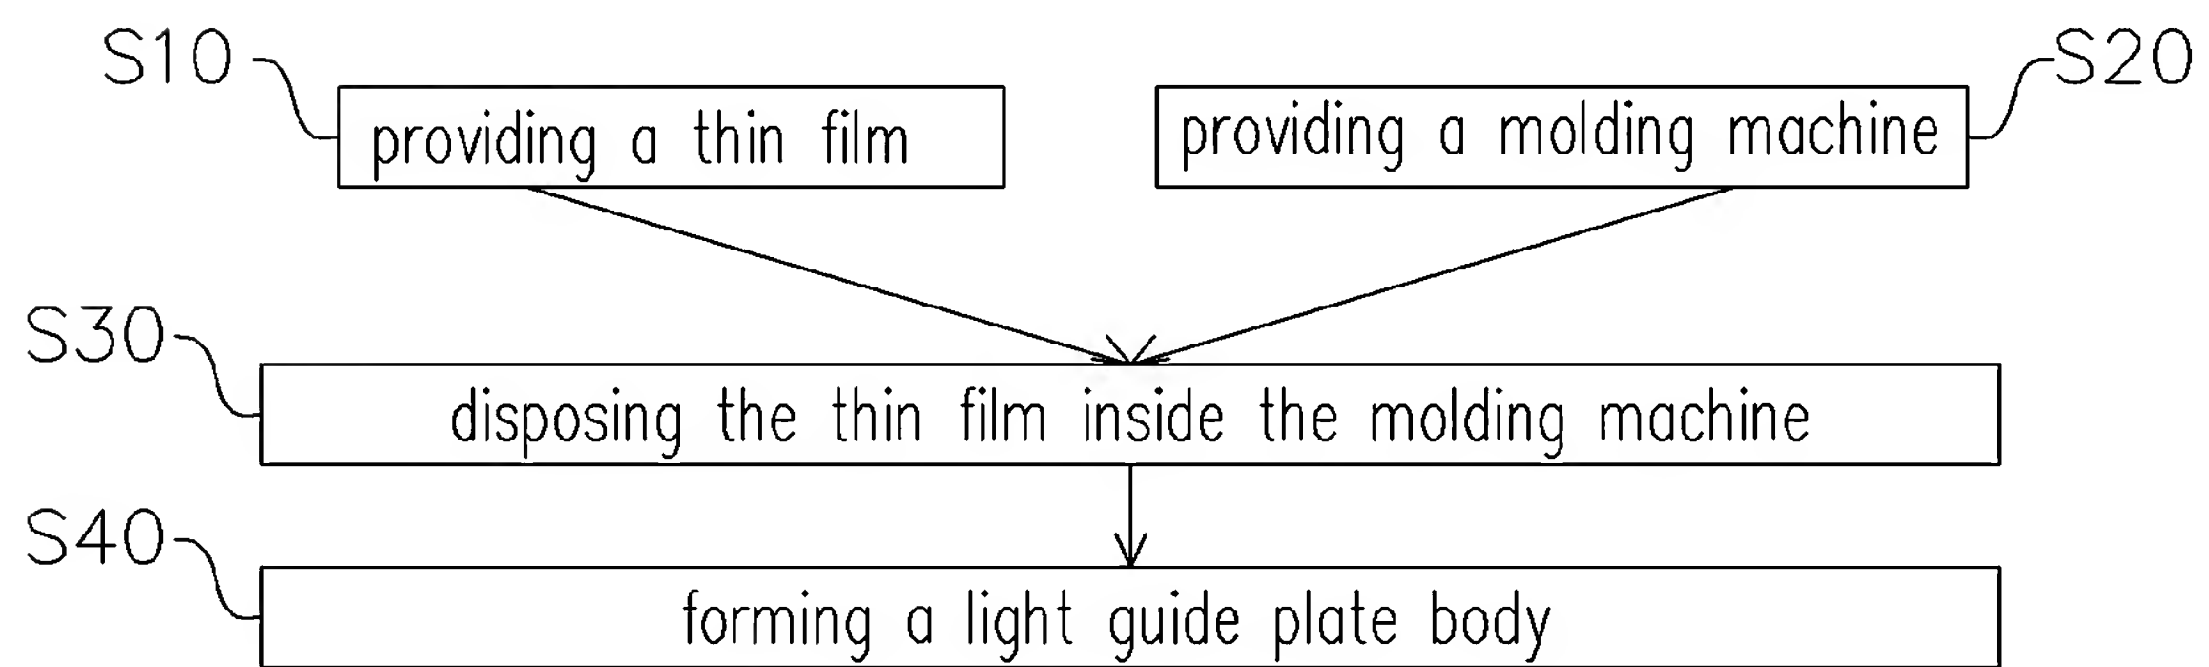 S10
S20
providing a thin film
providing a molding machine
S30
disposing the thin film inside the molding machine
S40
forming a light guide plate body